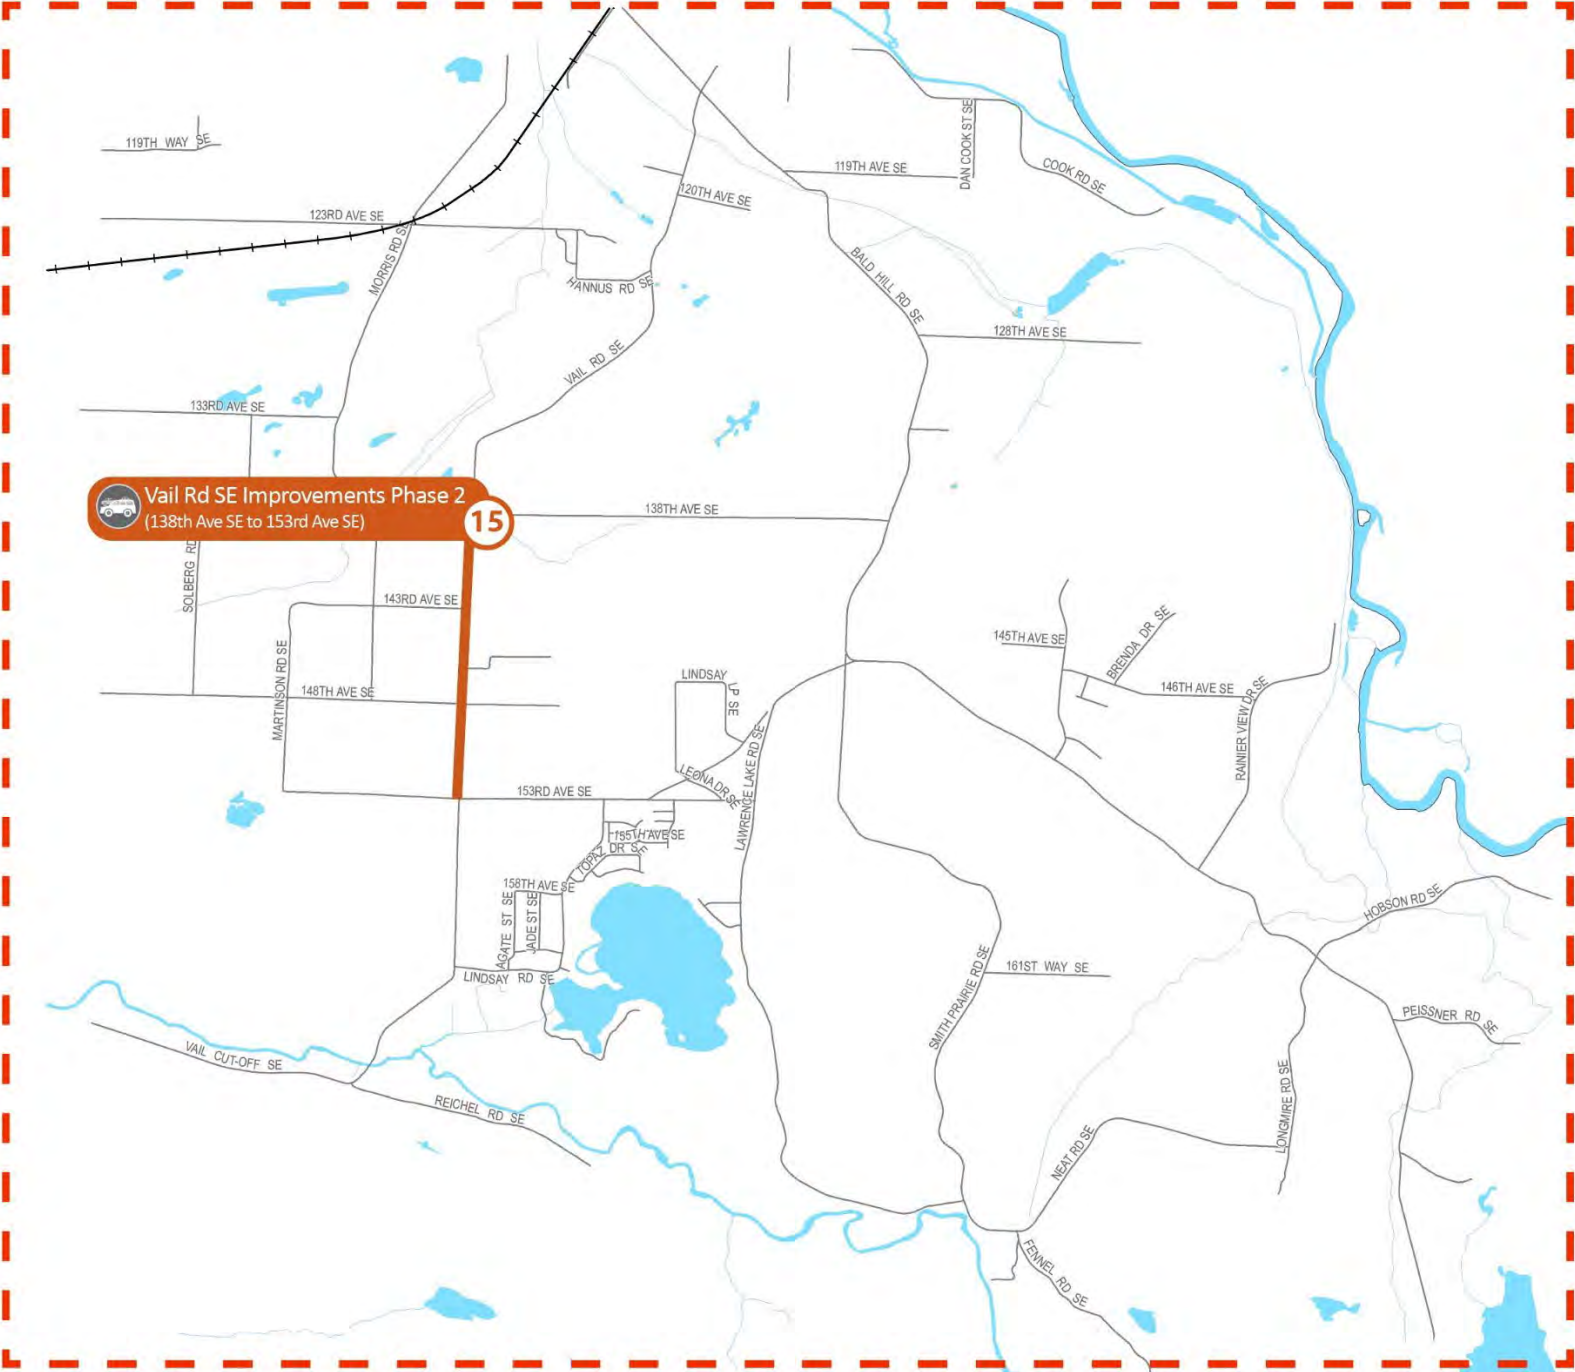 119TH WAY SE
DAN COOK ST SE
119TH AVE SE
COOK RD SE
120TH AVE SE
123RD AVE SE
MORRIS RD SE
HANNUS RD SE
BALD HILL RD SE
128TH AVE SE
VAIL RD SE
133RD AVE SE
Vail Rd SE Improvements Phase 2
(138th Ave SE to 153rd Ave SE)
15
138TH AVE SE
SOLBERG RD
143RD AVE SE
MARTINSON RD SE
148TH AVE SE
145TH AVE SE
BRENDA DR SE
146TH AVE SE
RAINIER VIEW DR SE
LINDSAY LP SE
LAWRENCE LAKE RD SE
LEONA DR SE
153RD AVE SE
155TH AVE SE
TOPAZ DR SE
158TH AVE SE
AGATE ST SE
JADE ST SE
LINDSAY RD SE
HOBSON RD SE
161ST WAY SE
SMITH PRAIRIE RD SE
PEISSNER RD SE
VAIL CUT-OFF SE
REICHEL RD SE
LONGMIRE RD SE
NEAT RD SE
FENNEL RD SE